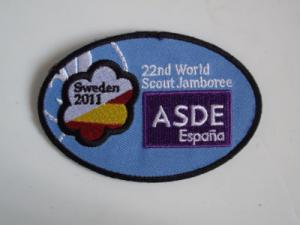 Sweden
2011
22nd World
Scout Jamboree
ASDE
España